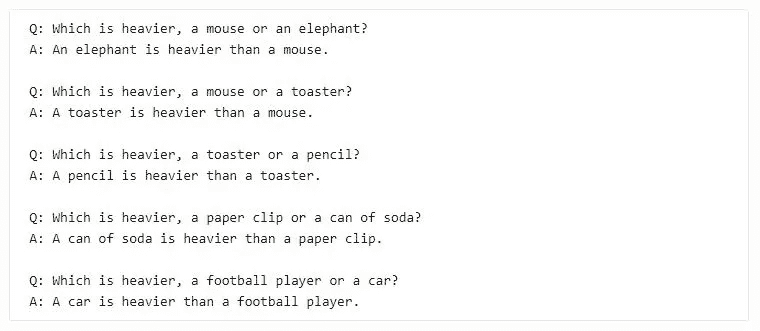 Q: Which is heavier, a mouse or an elephant?
A: An elephant is heavier than a mouse.
Q: Which is heavier, a mouse or a toaster?
A: A toaster is heavier than a mouse.
Q: Which is heavier, a toaster or a pencil?
A: A pencil is heavier than a toaster.
Q: Which is heavier, a paper clip or a can of soda?
A: A can of soda is heavier than a paper clip.
Q: Which is heavier, a football player or a car?
A: A car is heavier than a football player.